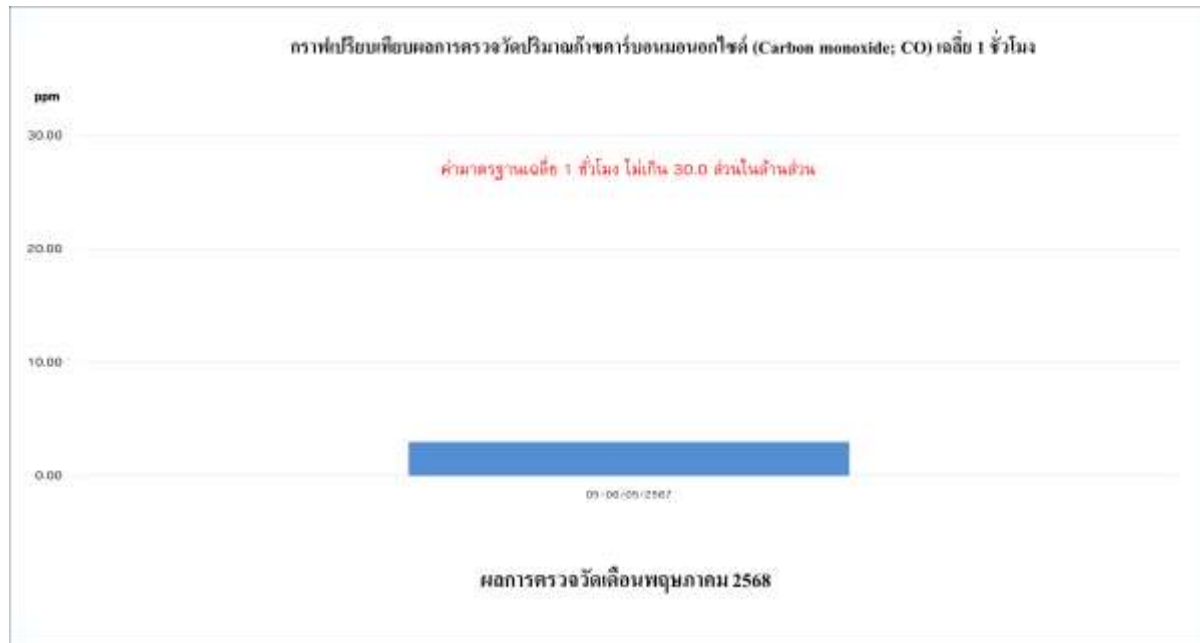 กราฟเปรียบเทียบผลการตรวจวัดปริมาณก๊าซคาร์บอนมอนอกไซด์ (Carbon monoxide; CO) เฉลี่ย 1 ชั่วโมง
ppm
30.00
ค่ามาตรฐานเฉลี่ย 1 ชั่วโมง ไม่เกิน 30.0 ส่วนในล้านส่วน
20.00
10.00
0.00
05-06/05/2567
ผลการตรวจวัดเดือนพฤษภาคม 2568